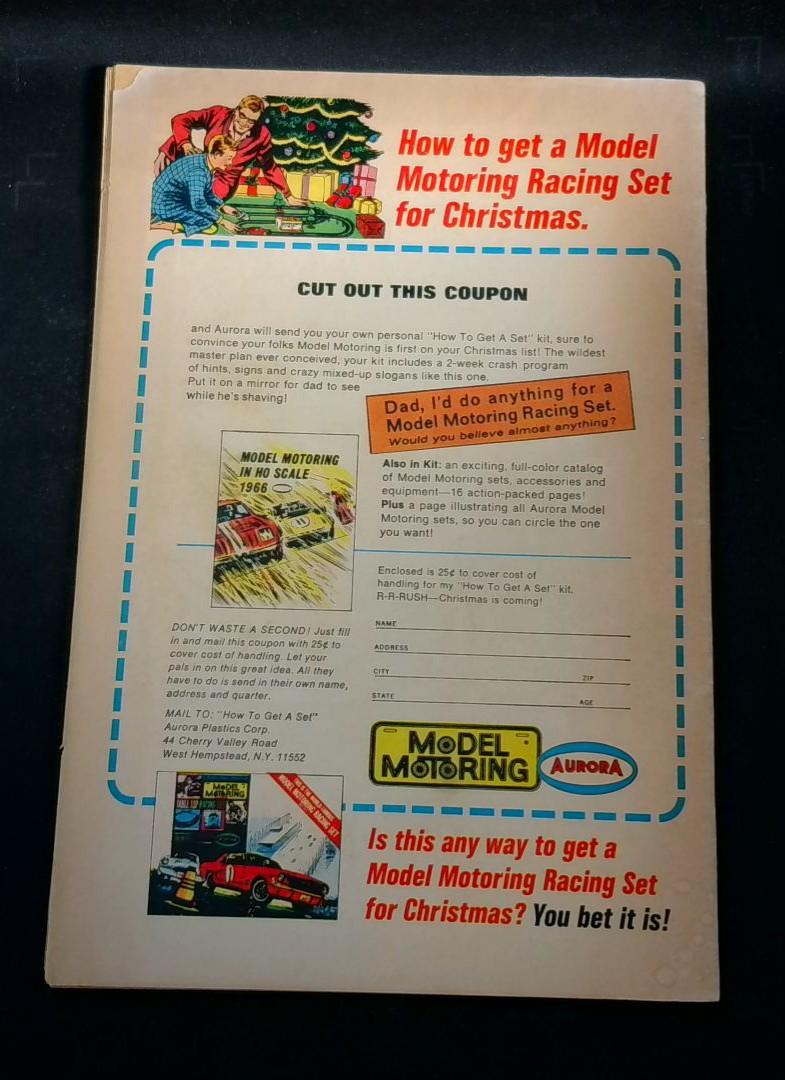 How to get a Model
Motoring Racing Set
for Christmas.
CUT OUT THIS COUPON
and Aurora will send you your own personal "How To Get A Set" kit, sure to
convince your folks Model Motoring is first on your Christmas list! The wildest
master plan ever conceived, your kit includes a 2-week crash program
of hints, signs and crazy mixed-up slogans like this one.
Put it on a mirror for dad to see
while he's shaving!
Dad, I'd do anything for a
Model Motoring Racing Set.
Would you believe almost anything?
MODEL MOTORING
IN HO SCALE
1966
Also in Kit: an exciting, full-color catalog
of Model Motoring sets, accessories and
equipment—16 action-packed pages!
Plus a page illustrating all Aurora Model
Motoring sets, so you can circle the one
you want!
Enclosed is 25¢ to cover cost of
handling for my "How To Get A Set" kit.
R-R-RUSH—Christmas is coming!
NAME
ADDRESS
CITY ZIP
STATE AGE
DON'T WASTE A SECOND! Just fill
in and mail this coupon with 25¢ to
cover cost of handling. Let your
pals in on this great idea. All they
have to do is send in their own name,
address and quarter.
MAIL TO: "How To Get A Set"
Aurora Plastics Corp.
44 Cherry Valley Road
West Hempstead, N.Y. 11552
MODEL
MOTORING
AURORA
MODEL
MOTORING
TABLE TOP RACING
MODEL MOTORING RACING SET
Is this any way to get a
Model Motoring Racing Set
for Christmas? You bet it is!